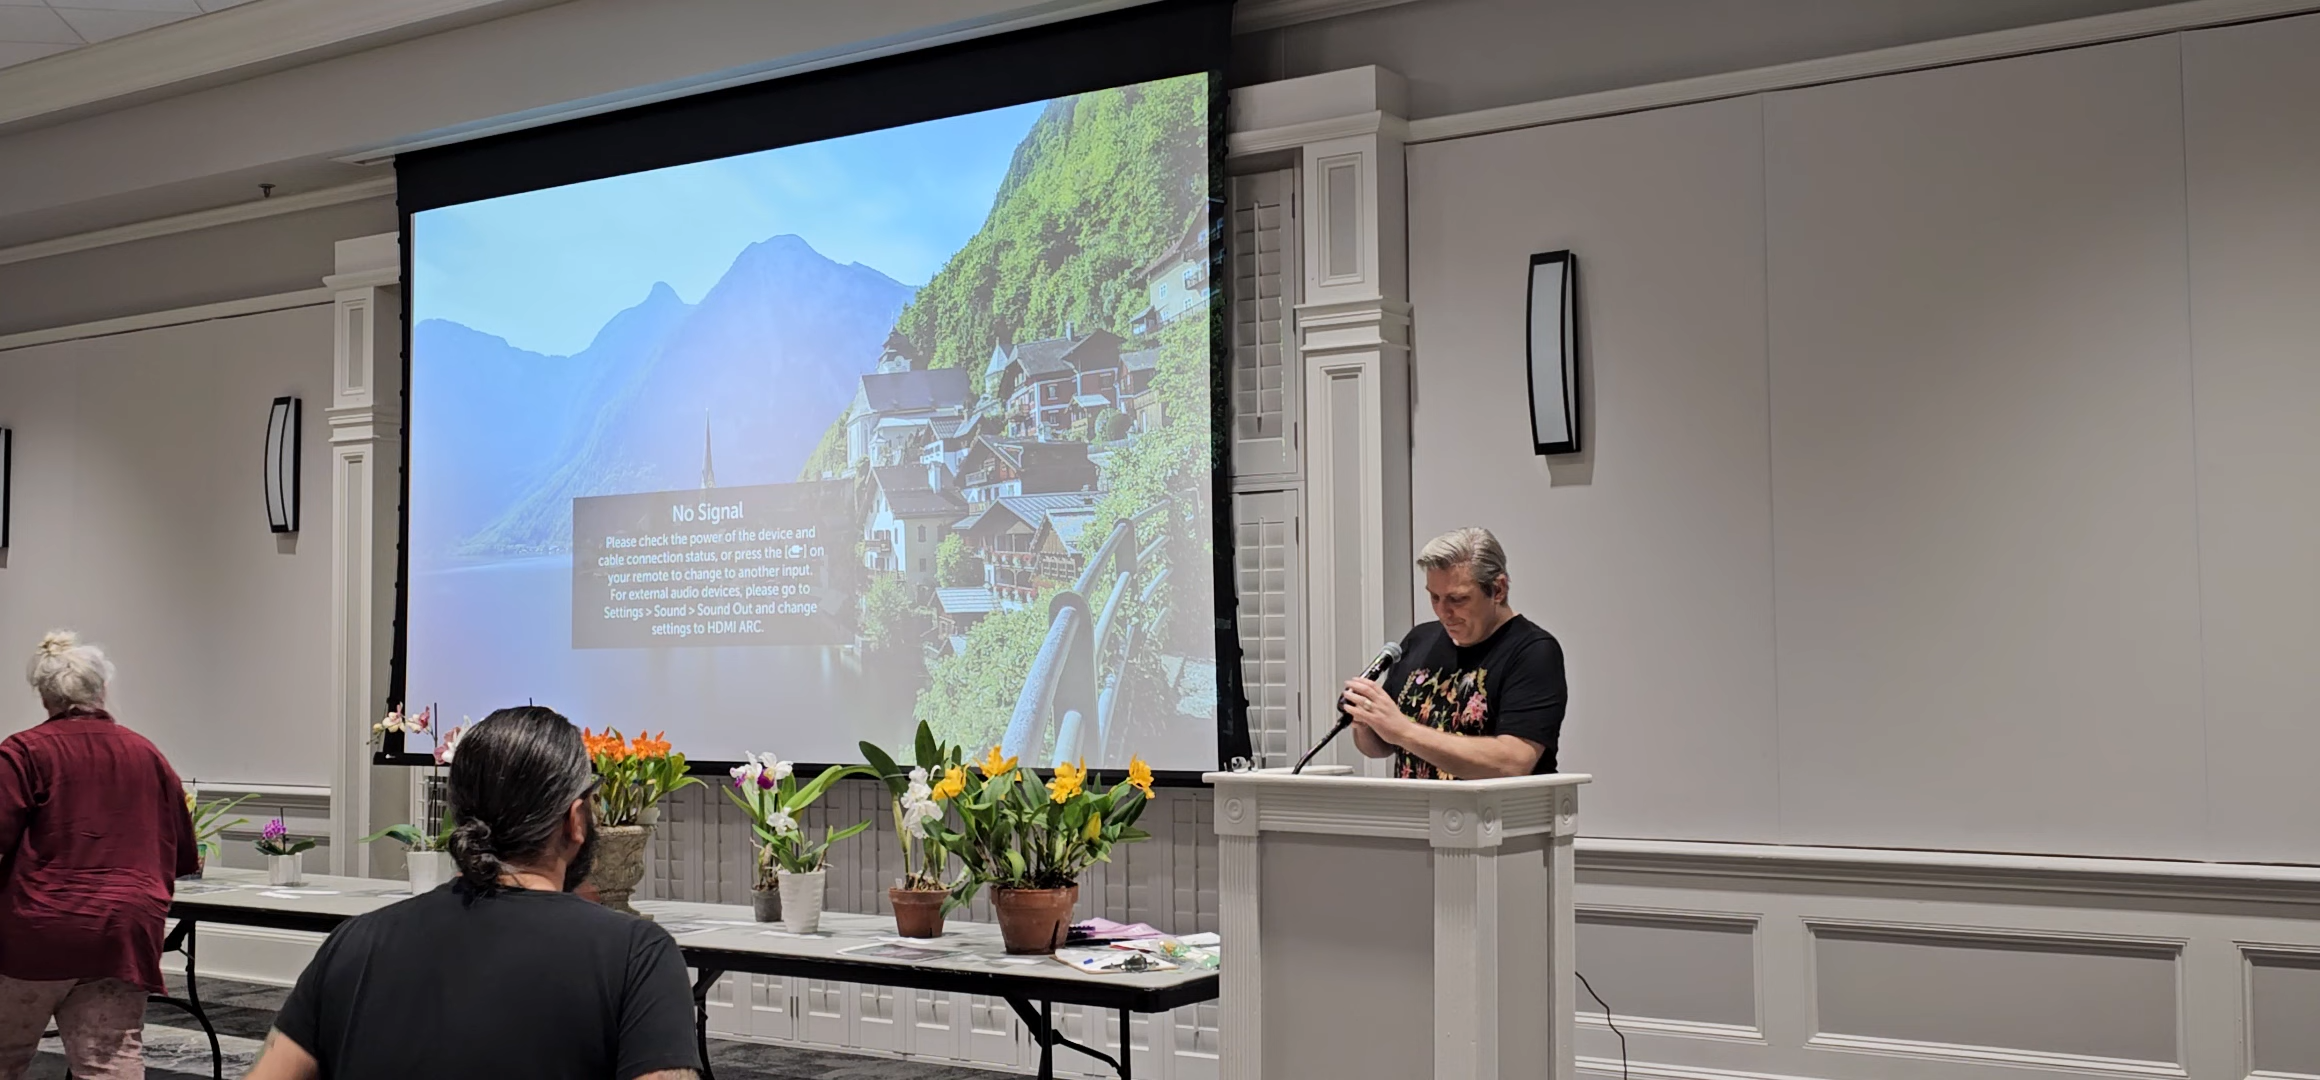 No Signal
Please check the power of the device and
cable connection status, or press the [ ] on
your remote to change to another input.
For external audio devices, please go to
Settings > Sound > Sound Out and change
settings to HDMI ARC.